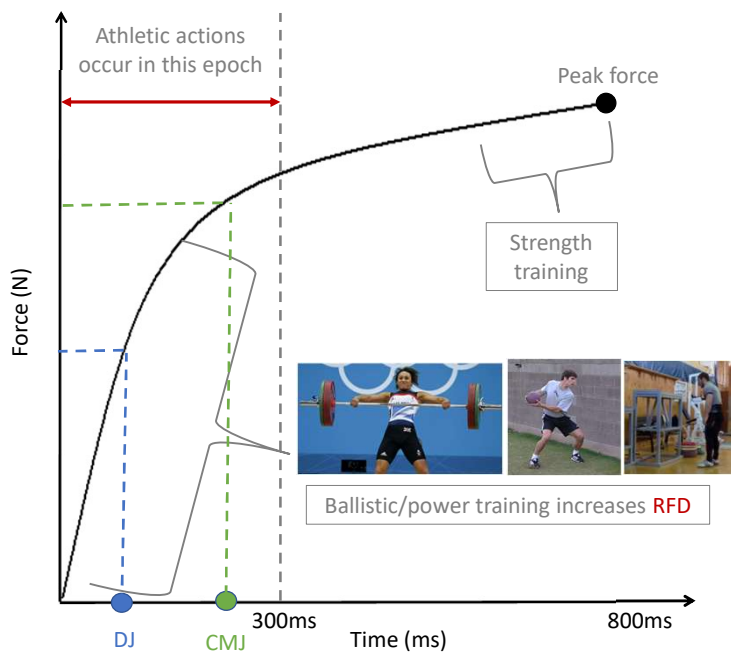 Athletic actions
occur in this epoch
Peak force
Strength
training
Force (N)
Ballistic/power training increases RFD
DJ
CMJ
300ms
Time (ms)
800ms